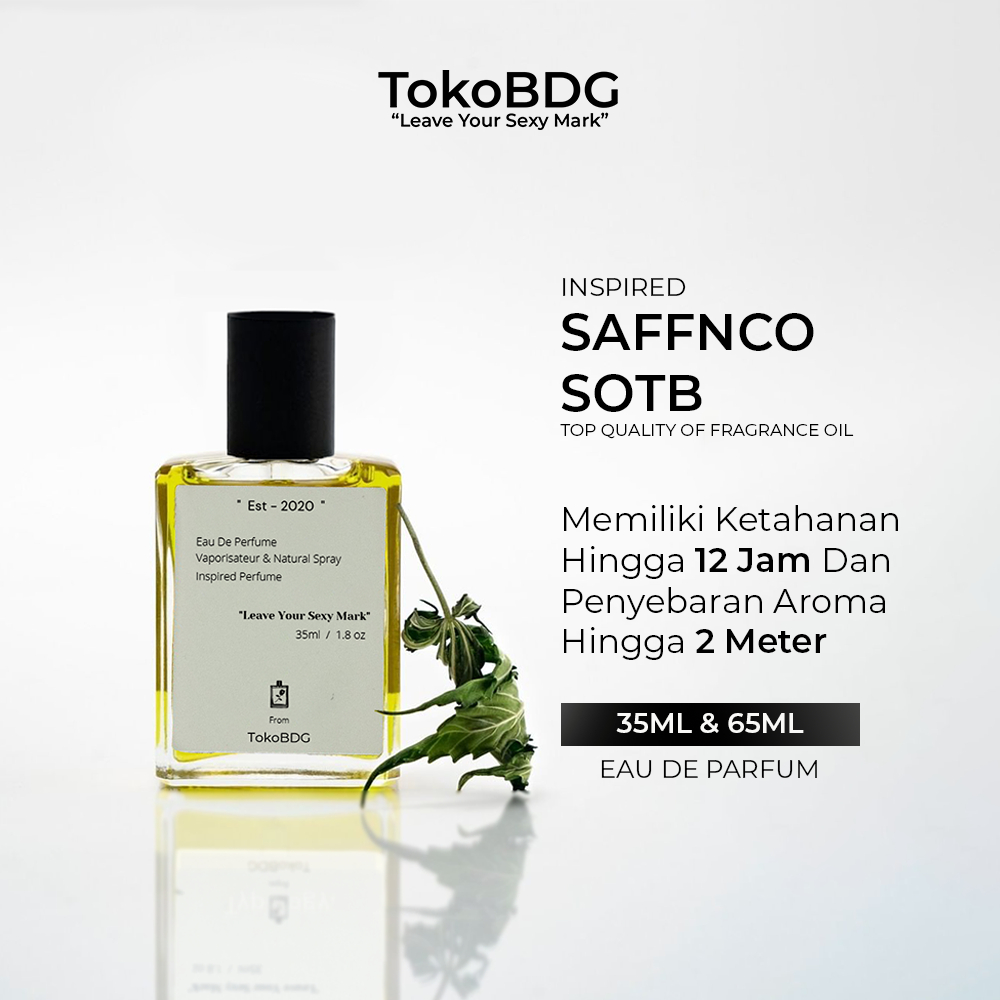 TokoBDG
“Leave Your Sexy Mark”
INSPIRED
SAFFNCO
SOTB
TOP QUALITY OF FRAGRANCE OIL
Memiliki Ketahanan
Hingga 12 Jam Dan
Penyebaran Aroma
Hingga 2 Meter
35ML & 65ML
EAU DE PARFUM
" Est - 2020 "
Eau De Perfume
Vaporisateur & Natural Spray
Inspired Perfume
"Leave Your Sexy Mark"
35ml / 1.8 oz
From
TokoBDG